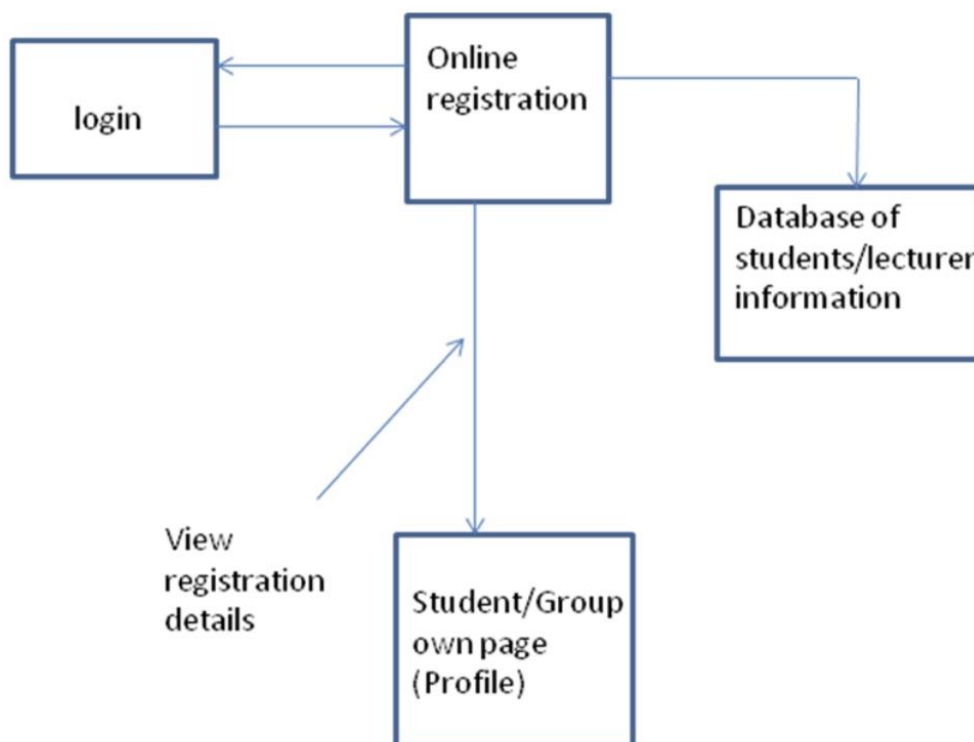 login
Online
registration
Database of
students/lecturer
information
View
registration
details
Student/Group
own page
(Profile)